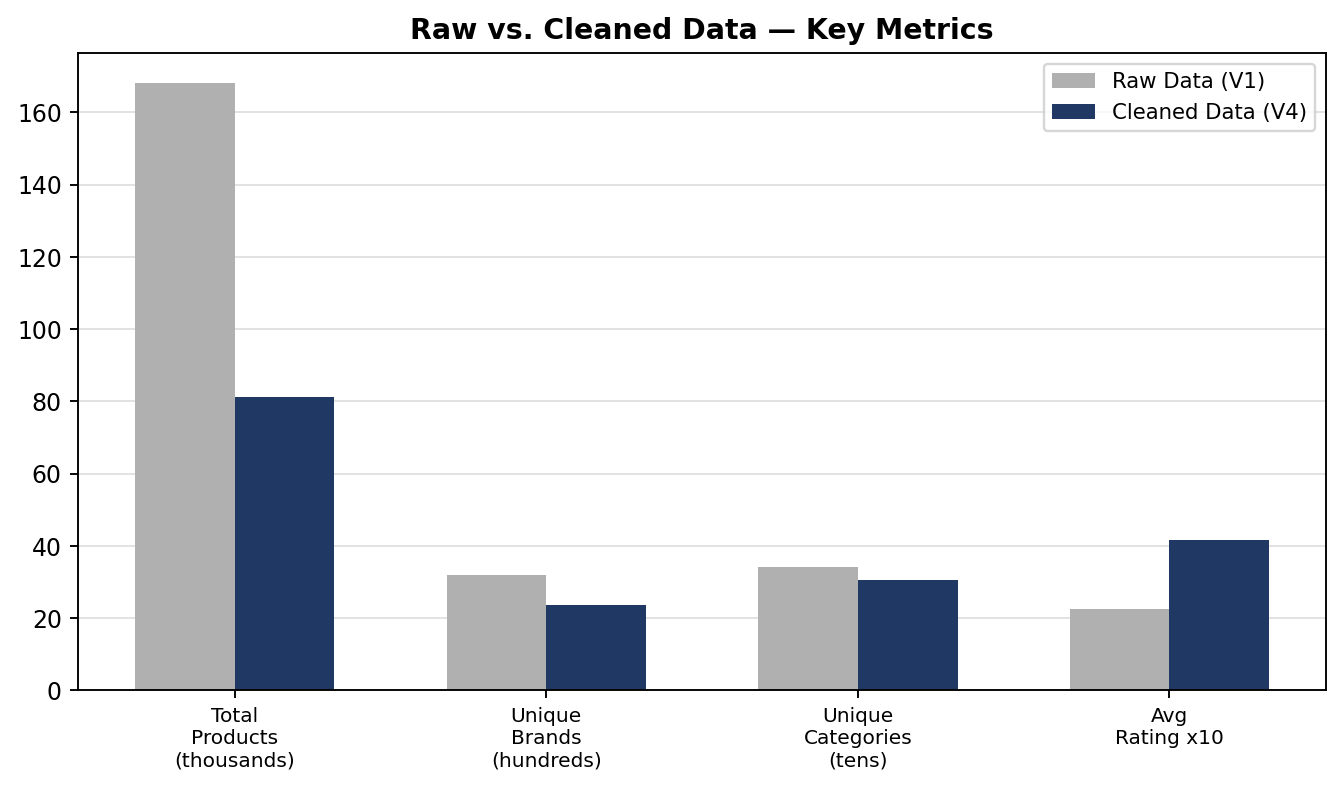 Raw vs. Cleaned Data — Key Metrics
Raw Data (V1)
Cleaned Data (V4)
160
140
120
100
80
60
40
20
0
Total
Products
(thousands)
Unique
Brands
(hundreds)
Unique
Categories
(tens)
Avg
Rating x10